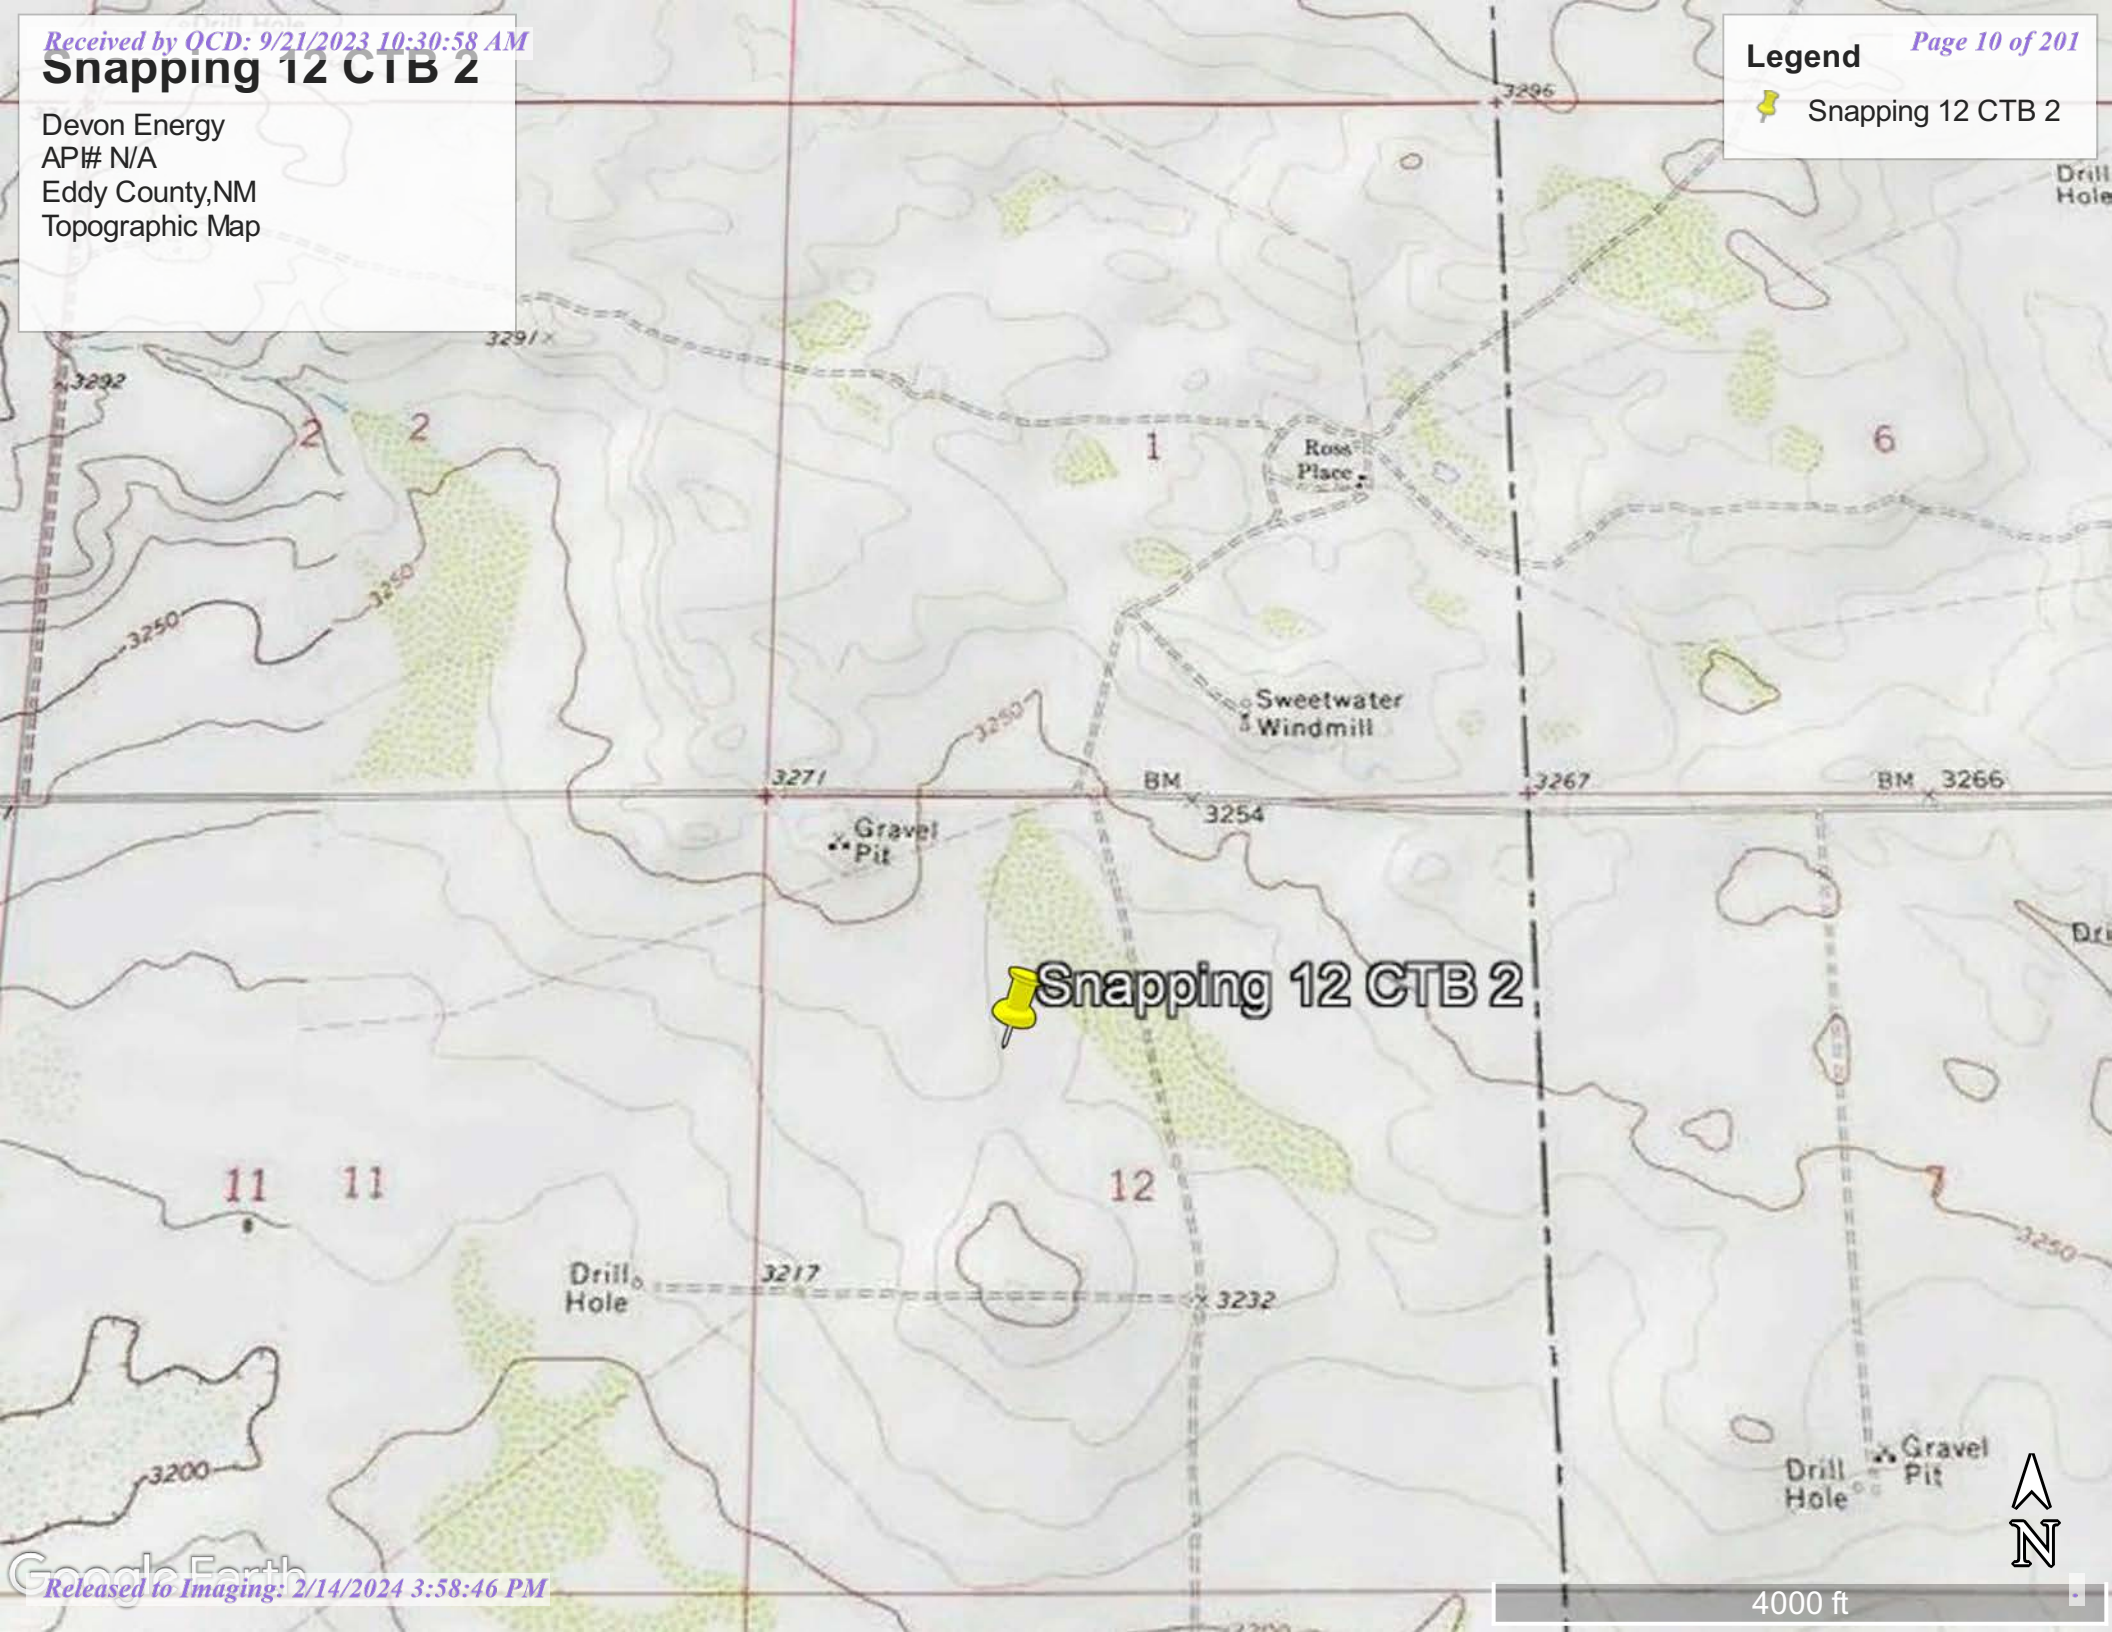 Received by OCD: 9/21/2023 10:30:58 AM
Page 10 of 201
Snapping 12 CTB 2
Devon Energy
API# N/A
Eddy County,NM
Topographic Map
Legend
Snapping 12 CTB 2
Drill Hole
3296
Drill
Hole
3291
3292
2
2
1
Ross
Place
6
3250
3250
3250
Sweetwater
Windmill
3271
BM
3254
3267
BM 3266
Gravel
Pit
Snapping 12 CTB 2
11
11
12
7
3250
Drill
Hole
3217
3232
3200
Gravel
Pit
Drill
Hole
N
Google Earth
Released to Imaging: 2/14/2024 3:58:46 PM
4000 ft